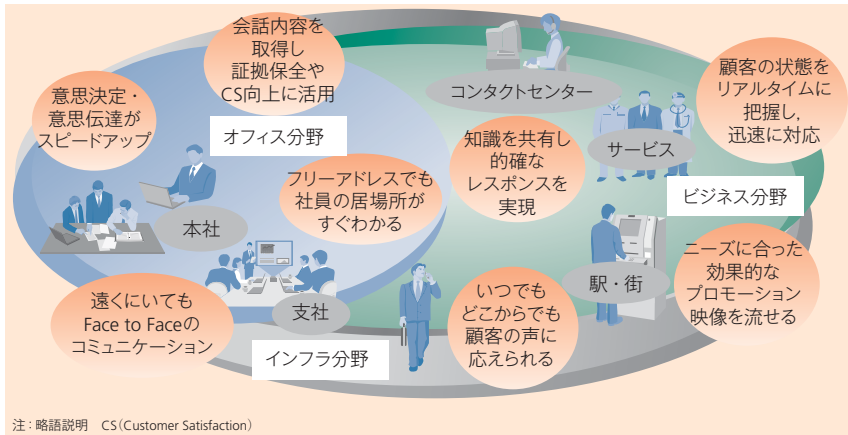 会話内容を
取得し
証拠保全や
CS向上に活用
意思決定・
意思伝達が
スピードアップ
オフィス分野
フリーアドレスでも
社員の居場所が
すぐわかる
本社
支社
遠くにいても
Face to Faceの
コミュニケーション
インフラ分野
コンタクトセンター
知識を共有し
的確な
レスポンスを
実現
サービス
顧客の状態を
リアルタイムに
把握し,
迅速に対応
ビジネス分野
駅・街
ニーズに合った
効果的な
プロモーション
映像を流せる
いつでも
どこからでも
顧客の声に
応えられる
注：略語説明　CS（Customer Satisfaction）